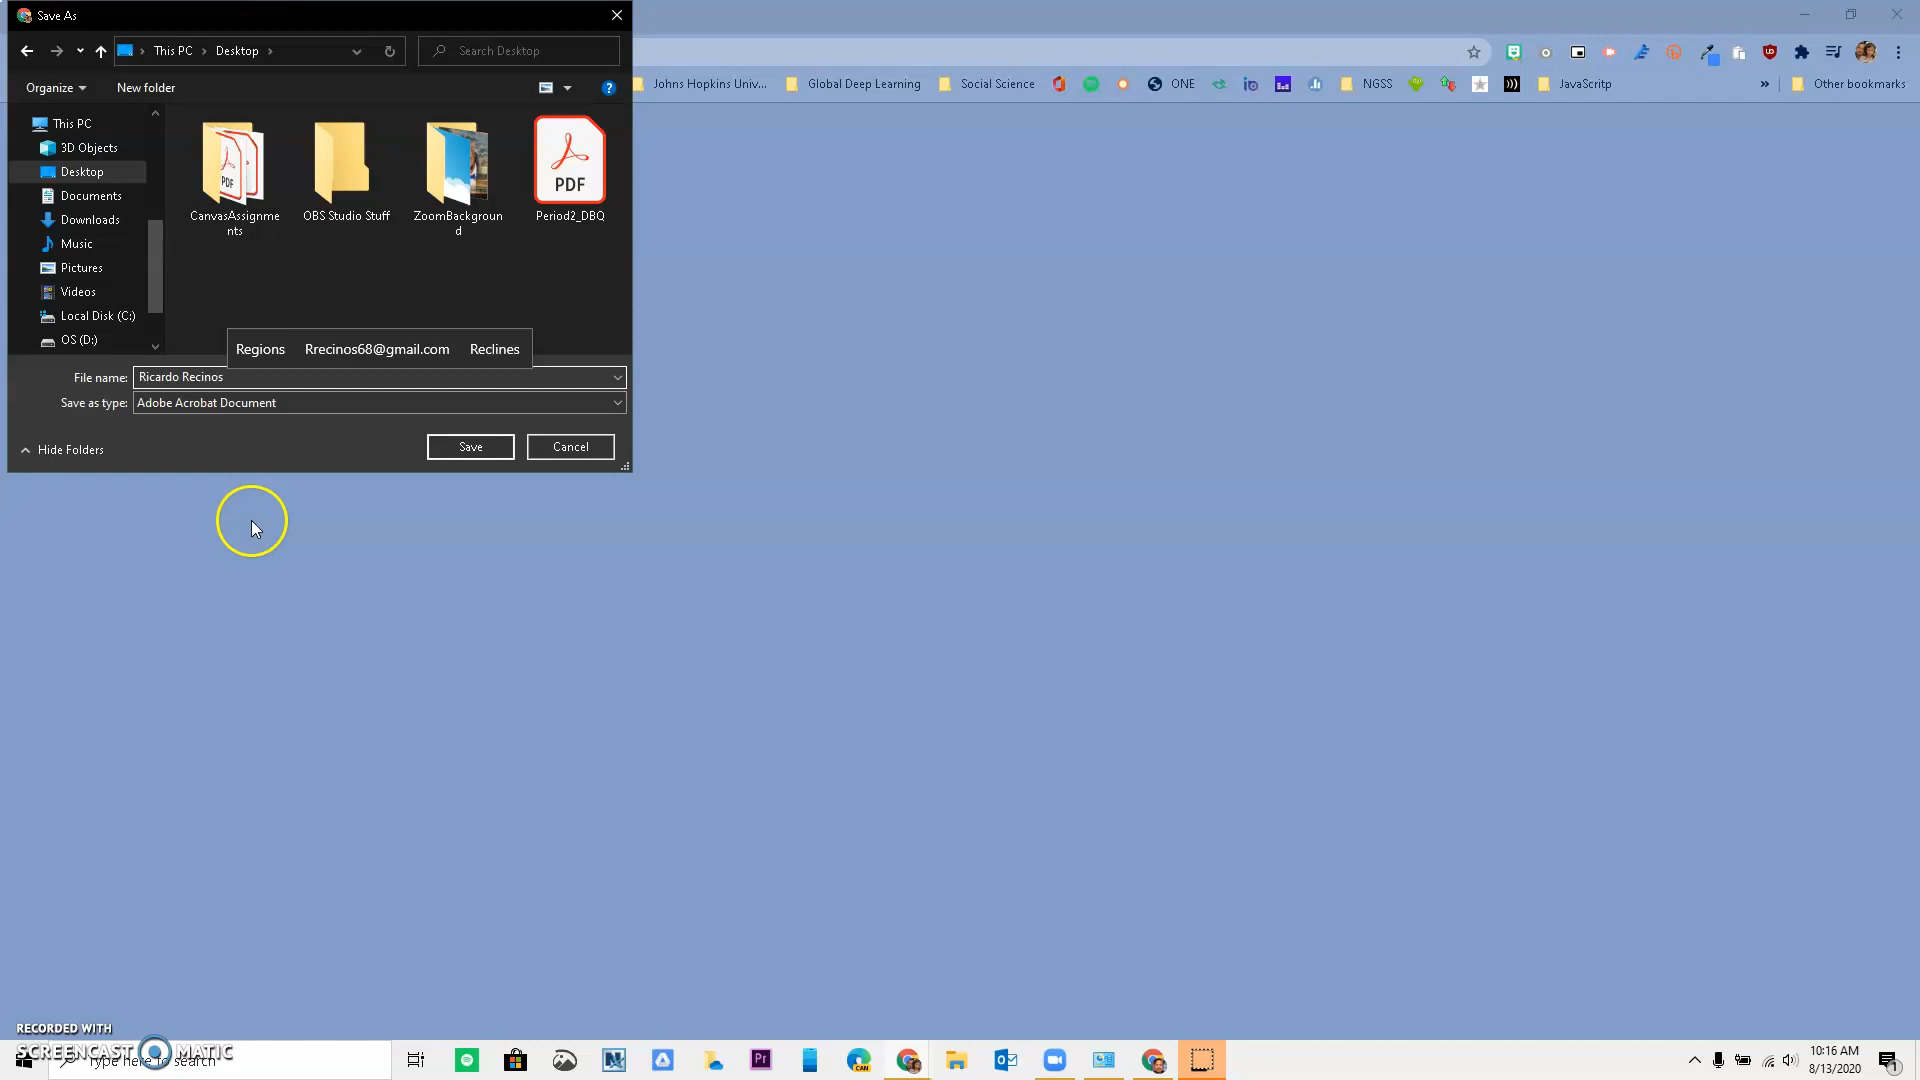 Save As
This PC
Desktop
Search Desktop
Organize
New folder
Johns Hopkins Univ...
Global Deep Learning
Social Science
ONE
NGSS
JavaScritp
»
Other bookmarks
This PC
3D Objects
Desktop
Documents
Downloads
Music
Pictures
Videos
Local Disk (C:)
OS (D:)
PDF
CanvasAssignme
nts
OBS Studio Stuff
ZoomBackgroun
d
PDF
Period2_DBQ
Regions Rrecinos68@gmail.com Reclines
File name: Ricardo Recinos
Save as type: Adobe Acrobat Document
Hide Folders
Save
Cancel
RECORDED WITH
SCREENCAST MATIC
Type here to search
Pr
CAN
10:16 AM
8/13/2020
1